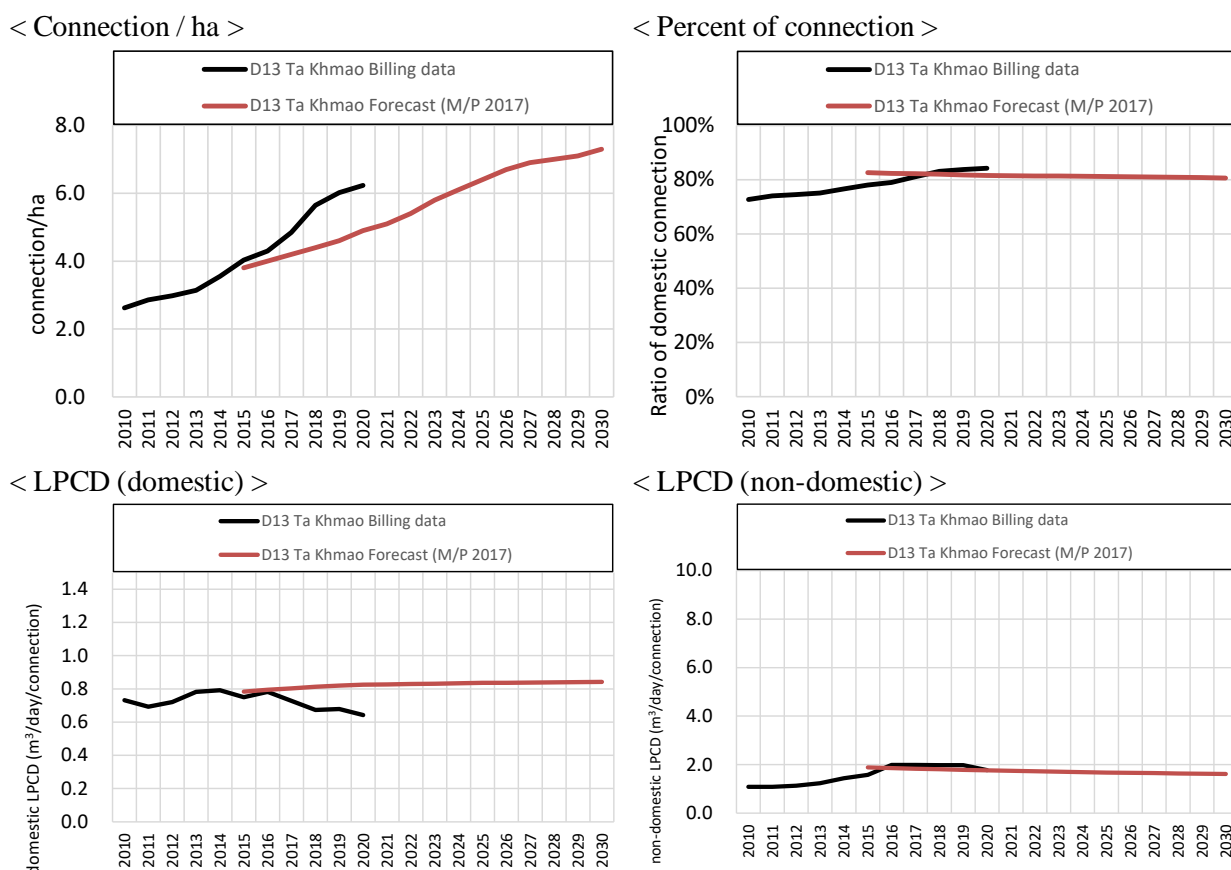 < Connection / ha >
D13 Ta Khmao Billing data
D13 Ta Khmao Forecast (M/P 2017)
8.0
6.0
4.0
2.0
0.0
connection/ha
2010 2011 2012 2013 2014 2015 2016 2017 2018 2019 2020 2021 2022 2023 2024 2025 2026 2027 2028 2029 2030
< Percent of connection >
D13 Ta Khmao Billing data
D13 Ta Khmao Forecast (M/P 2017)
100%
80%
60%
40%
20%
0%
Ratio of domestic connection
2010 2011 2012 2013 2014 2015 2016 2017 2018 2019 2020 2021 2022 2023 2024 2025 2026 2027 2028 2029 2030
< LPCD (domestic) >
D13 Ta Khmao Billing data
D13 Ta Khmao Forecast (M/P 2017)
1.4
1.2
1.0
0.8
0.6
0.4
0.2
0.0
domestic LPCD (m³/day/connection)
2010 2011 2012 2013 2014 2015 2016 2017 2018 2019 2020 2021 2022 2023 2024 2025 2026 2027 2028 2029 2030
< LPCD (non-domestic) >
D13 Ta Khmao Billing data
D13 Ta Khmao Forecast (M/P 2017)
10.0
8.0
6.0
4.0
2.0
0.0
non-domestic LPCD (m³/day/connection)
2010 2011 2012 2013 2014 2015 2016 2017 2018 2019 2020 2021 2022 2023 2024 2025 2026 2027 2028 2029 2030